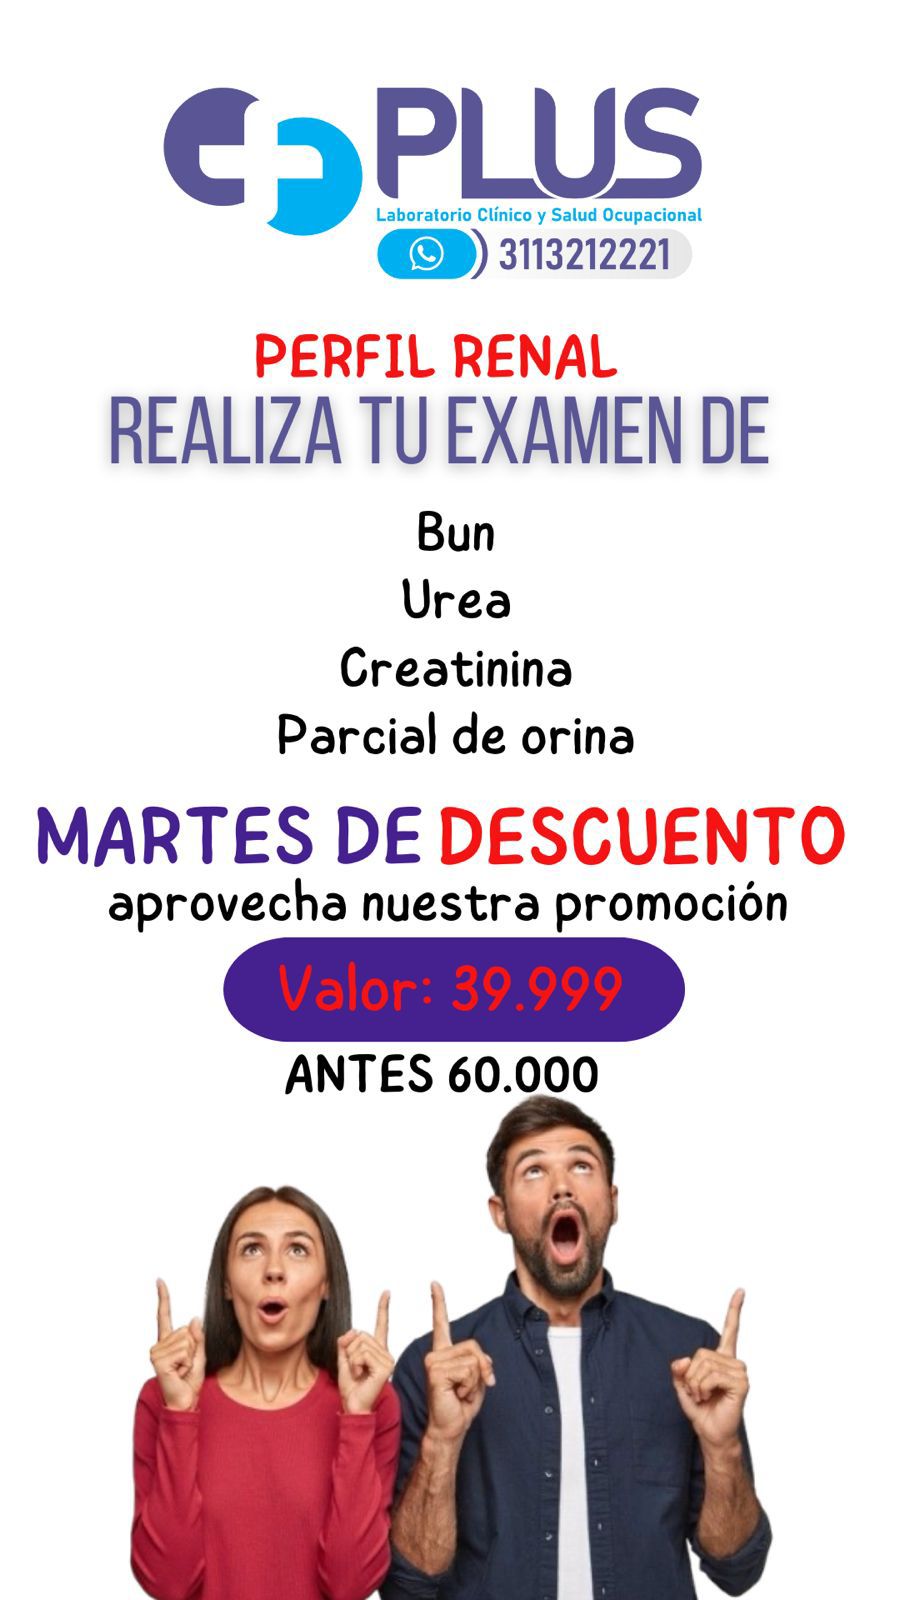 PLUS
Laboratorio Clínico y Salud Ocupacional
3113212221
PERFIL RENAL
REALIZA TU EXAMEN DE
Bun
Urea
Creatinina
Parcial de orina
MARTES DE DESCUENTO
aprovecha nuestra promoción
Valor: 39.999
ANTES 60.000